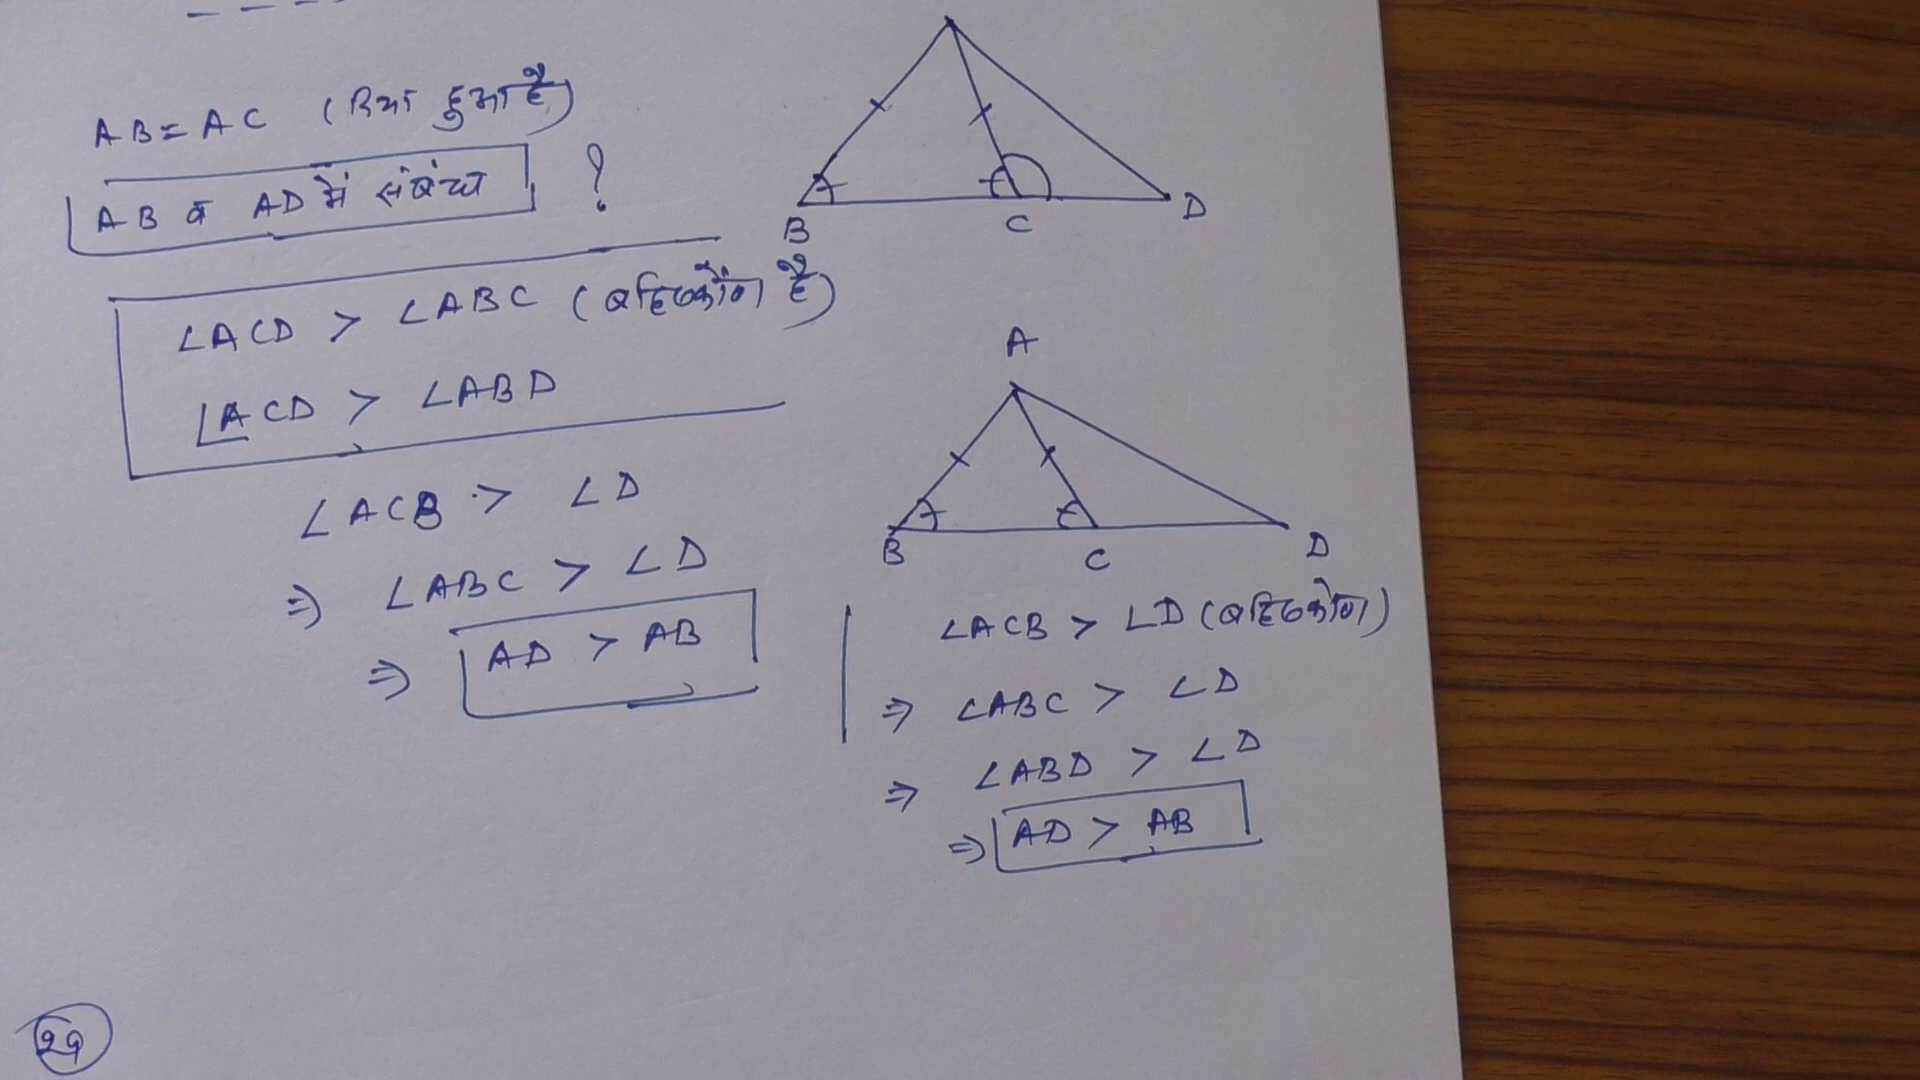 AB = AC (दिया हुआ है)
AB व AD में संबंध ?
∠ACD > ∠ABC (बहिष्कोण है)
∠ACD > ∠ABD
∠ACB > ∠D
⇒ ∠ABC > ∠D
⇒ AD > AB
B C D
A
B C D
∠ACB > ∠D (बहिष्कोण)
⇒ ∠ABC > ∠D
⇒ ∠ABD > ∠D
⇒ AD > AB